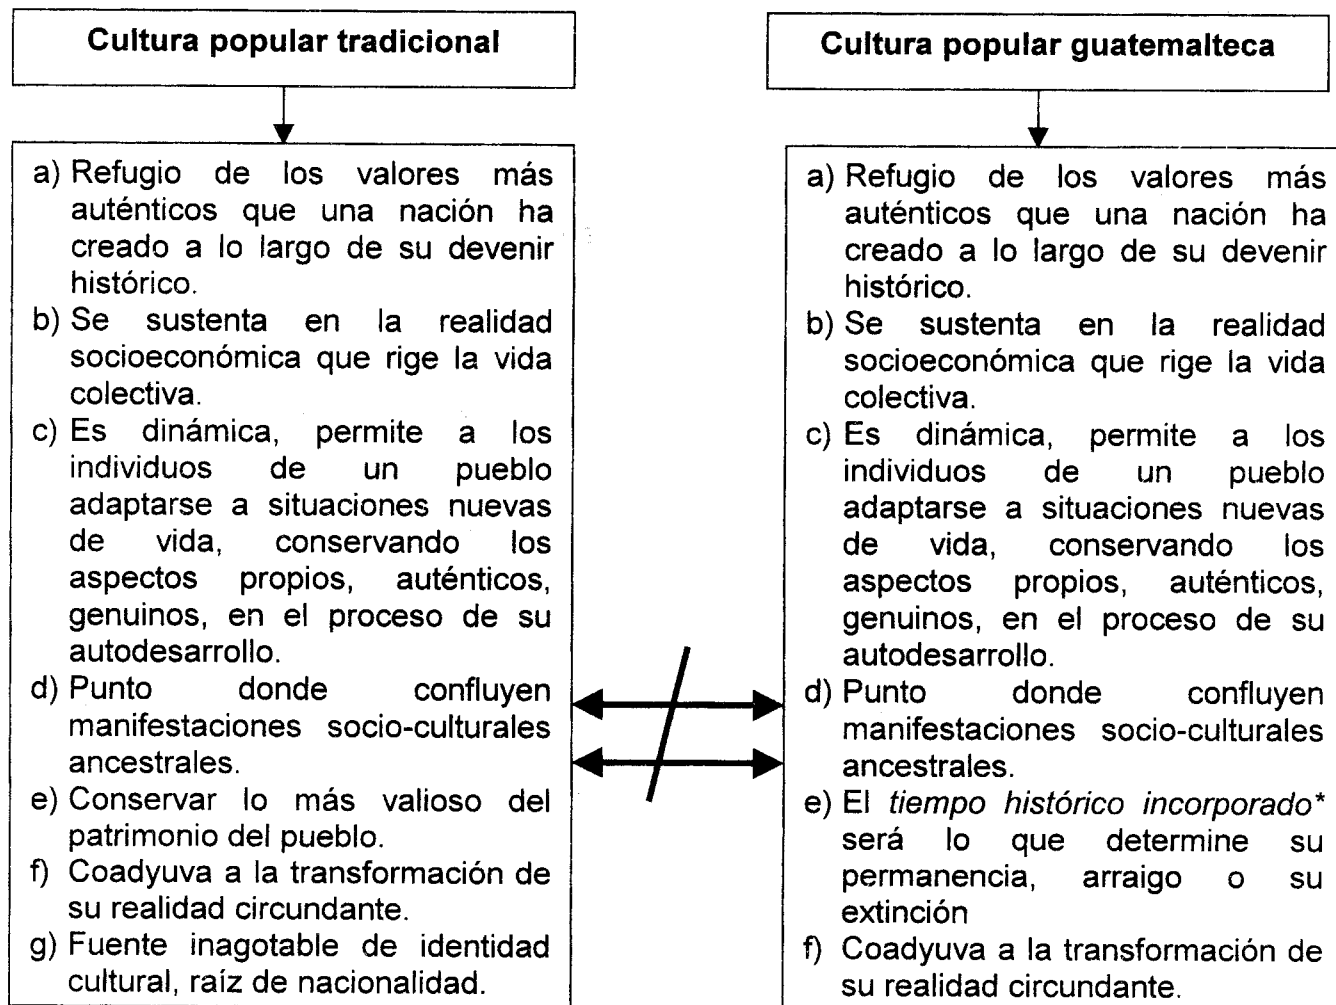 Cultura popular tradicional
a) Refugio de los valores más
auténticos que una nación ha
creado a lo largo de su devenir
histórico.
b) Se sustenta en la realidad
socioeconómica que rige la vida
colectiva.
c) Es dinámica, permite a los
individuos de un pueblo
adaptarse a situaciones nuevas
de vida, conservando los
aspectos propios, auténticos,
genuinos, en el proceso de su
autodesarrollo.
d) Punto donde confluyen
manifestaciones socio-culturales
ancestrales.
e) Conservar lo más valioso del
patrimonio del pueblo.
f) Coadyuva a la transformación de
su realidad circundante.
g) Fuente inagotable de identidad
cultural, raíz de nacionalidad.
Cultura popular guatemalteca
a) Refugio de los valores más
auténticos que una nación ha
creado a lo largo de su devenir
histórico.
b) Se sustenta en la realidad
socioeconómica que rige la vida
colectiva.
c) Es dinámica, permite a los
individuos de un pueblo
adaptarse a situaciones nuevas
de vida, conservando los
aspectos propios, auténticos,
genuinos, en el proceso de su
autodesarrollo.
d) Punto donde confluyen
manifestaciones socio-culturales
ancestrales.
e) El tiempo histórico incorporado*
será lo que determine su
permanencia, arraigo o su
extinción
f) Coadyuva a la transformación de
su realidad circundante.